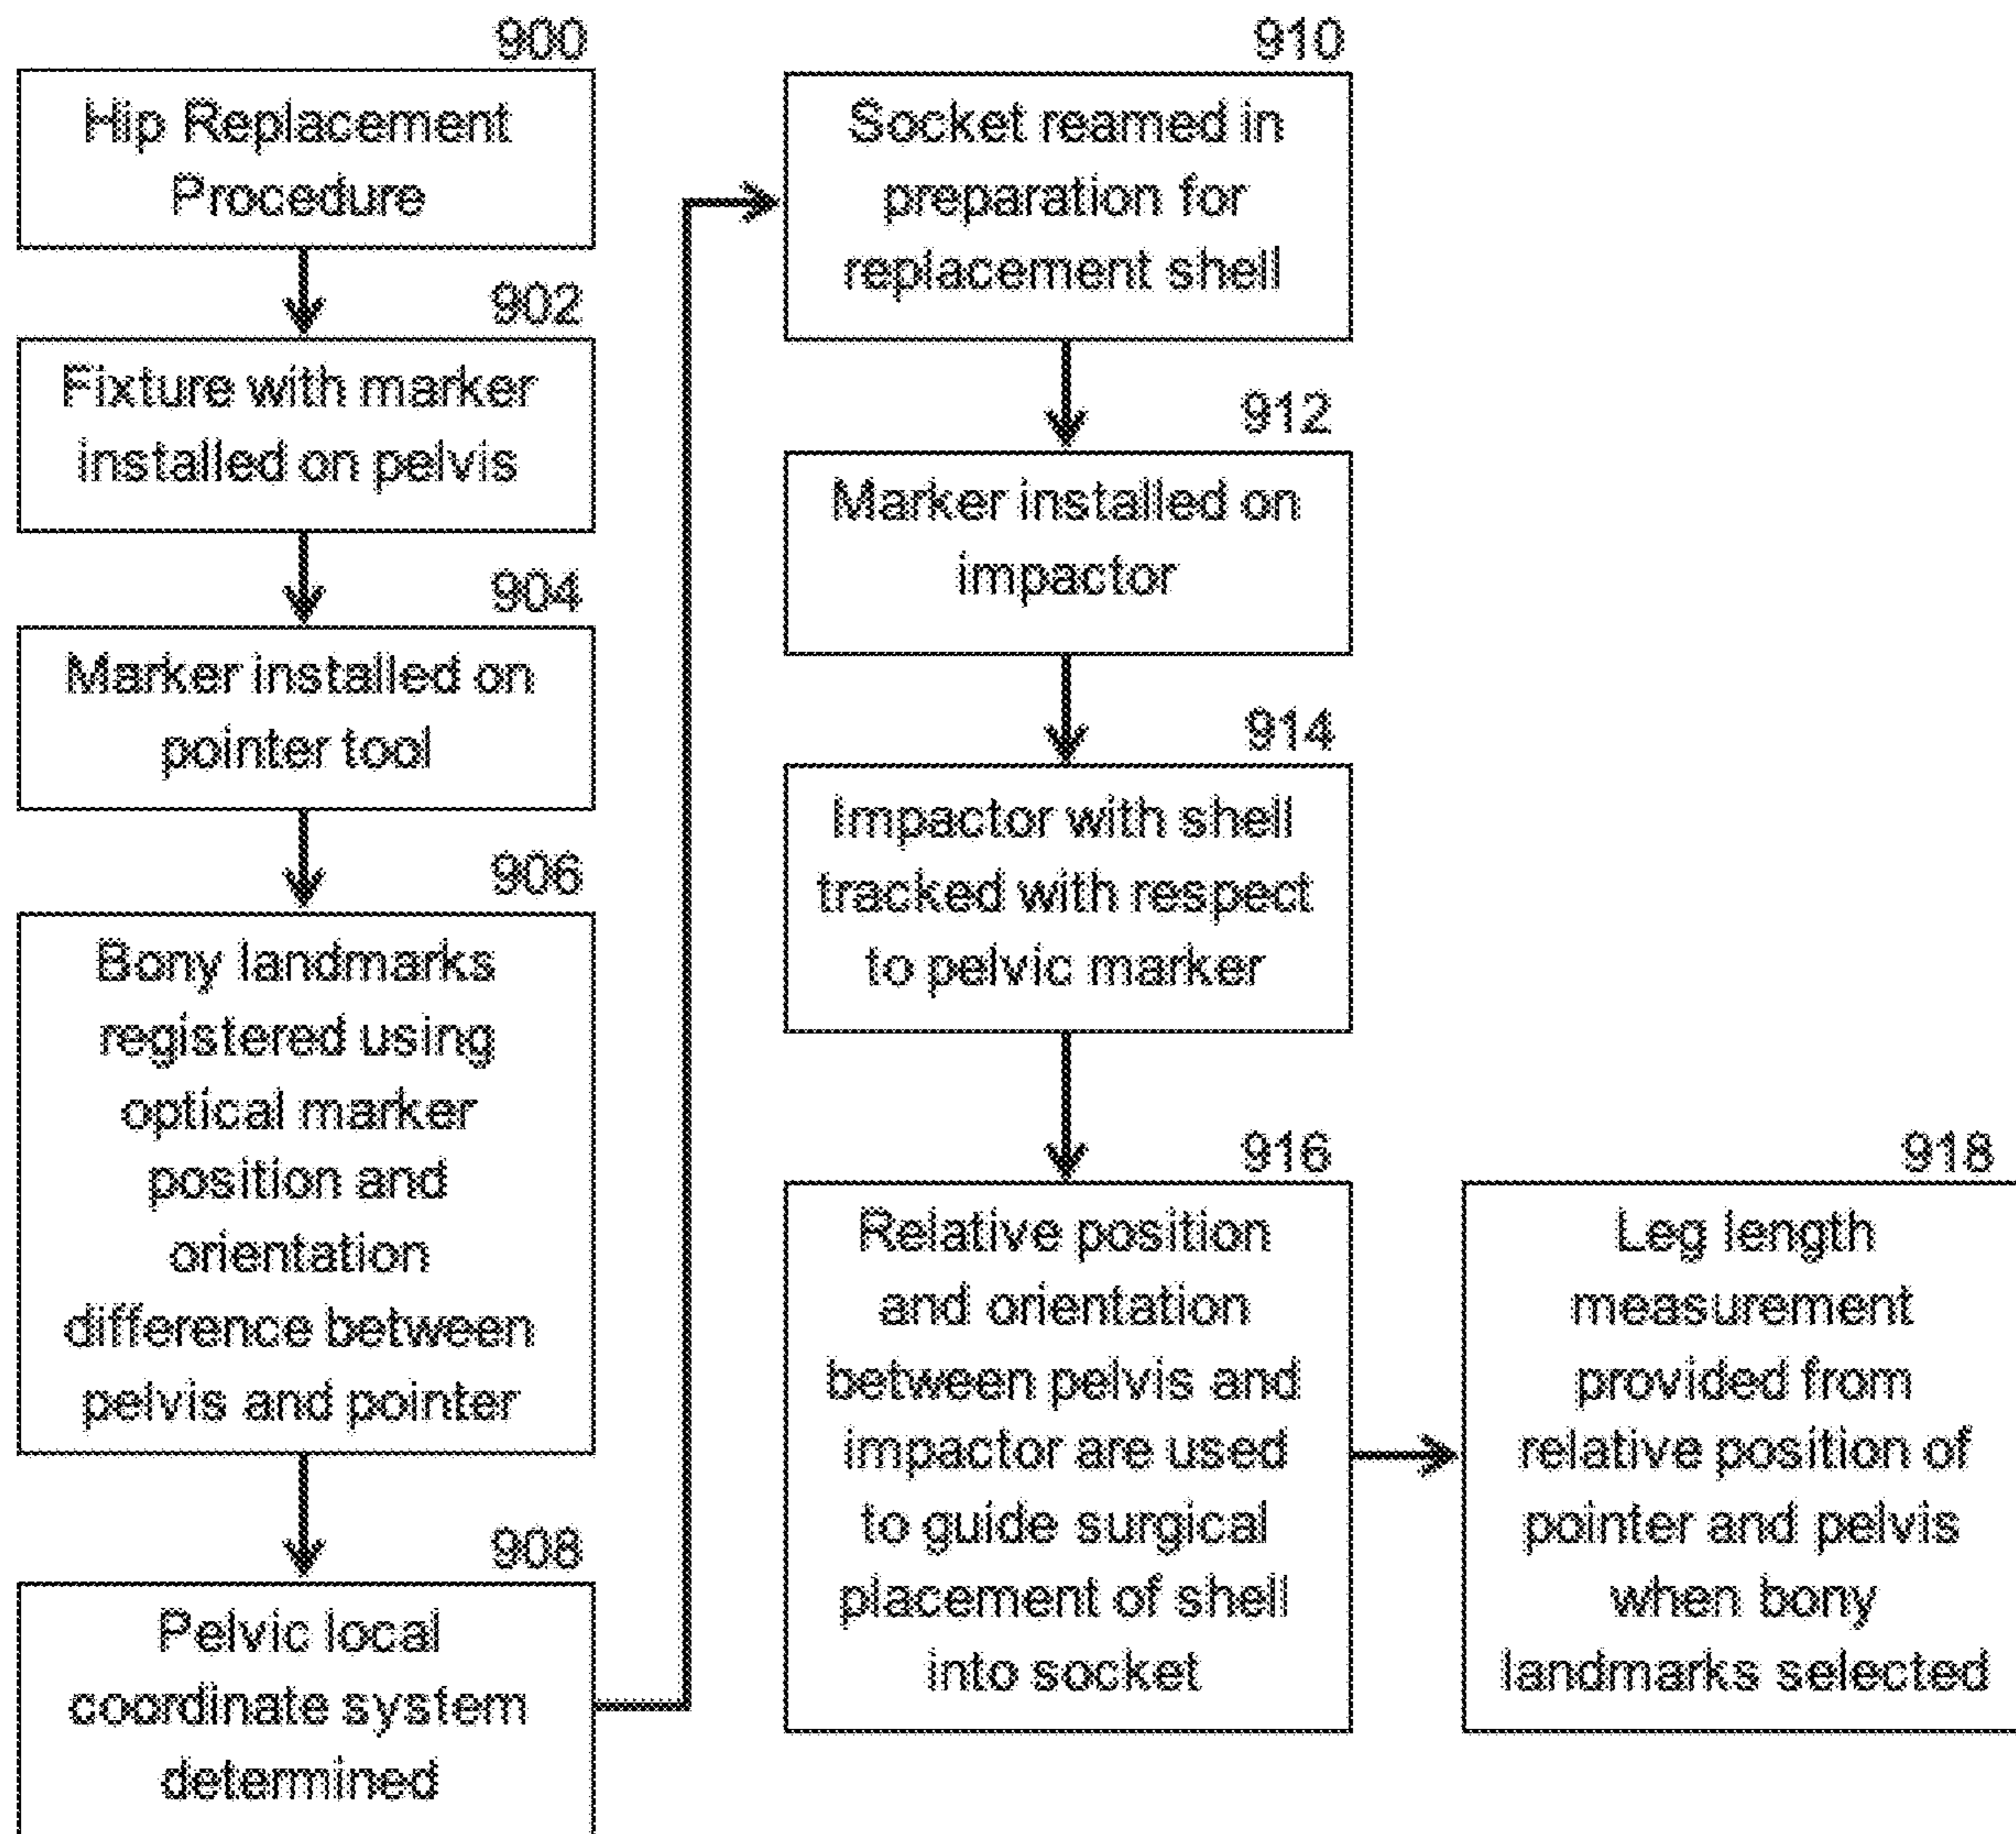 900
Hip Replacement
Procedure
902
Fixture with marker
installed on pelvis
904
Marker installed on
pointer tool
906
Bony landmarks
registered using
optical marker
position and
orientation
difference between
pelvis and pointer
908
Pelvic local
coordinate system
determined
910
Socket reamed in
preparation for
replacement shell
912
Marker installed on
impactor
914
Impactor with shell
tracked with respect
to pelvic marker
916
Relative position
and orientation
between pelvis and
impactor are used
to guide surgical
placement of shell
into socket
918
Leg length
measurement
provided from
relative position of
pointer and pelvis
when bony
landmarks selected